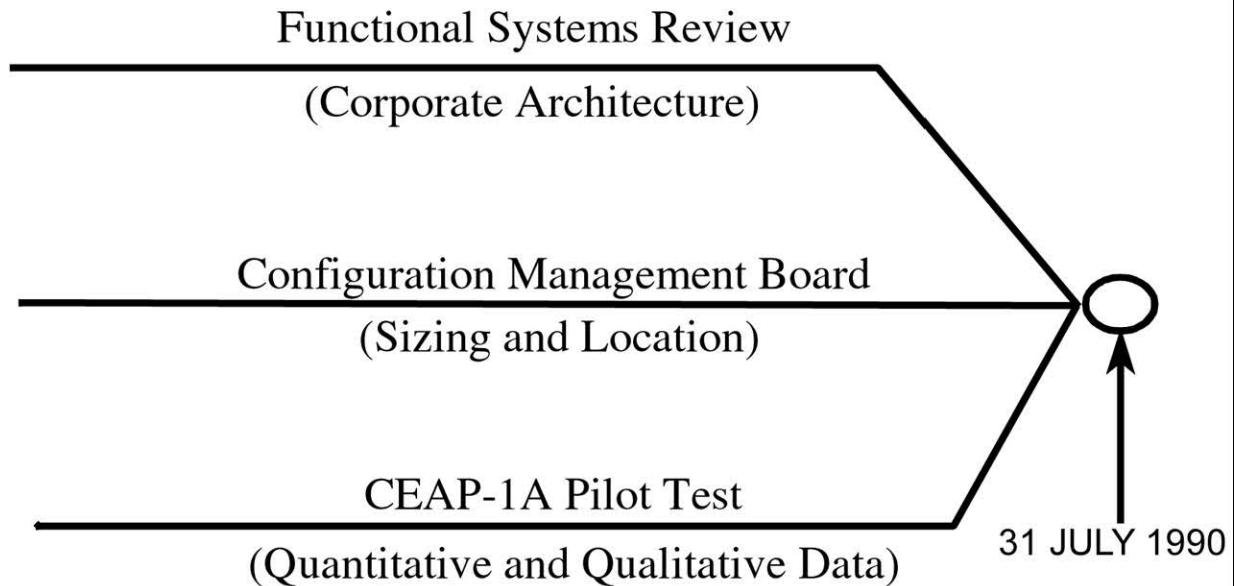 Functional Systems Review
(Corporate Architecture)
Configuration Management Board
(Sizing and Location)
CEAP-1A Pilot Test
(Quantitative and Qualitative Data)
31 JULY 1990